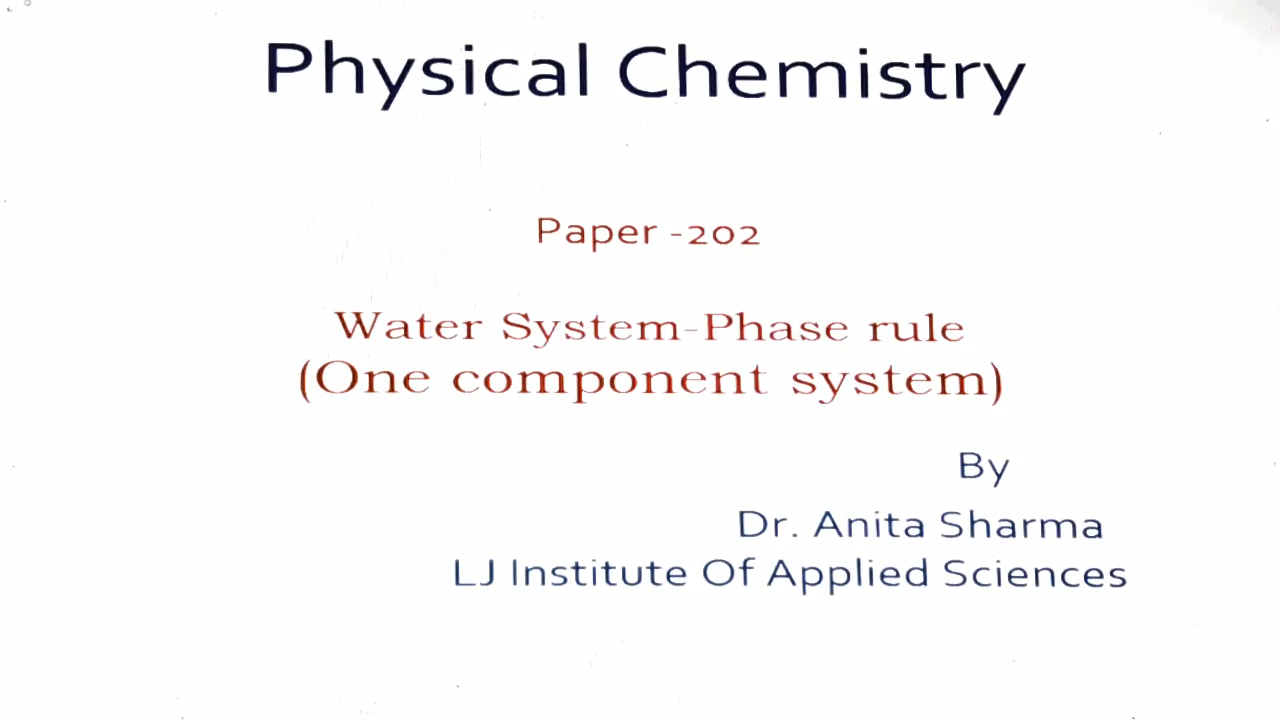 Physical Chemistry
Paper -202
Water System-Phase rule
(One component system)
By
Dr. Anita Sharma
LJ Institute Of Applied Sciences